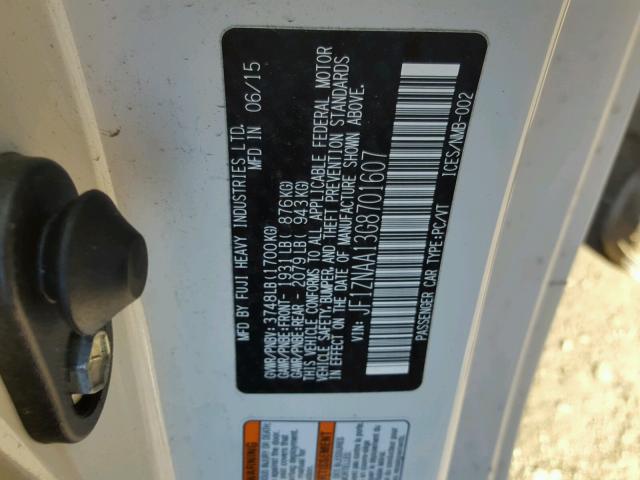 MFD BY FUJI HEAVY INDUSTRIES LTD. MFD IN 06/15
GVWR/PNBV: 3748LB(1700KG)
GAWR/PNBE:FRONT- 1931LB( 876KG)
GAWR/PNBE:REAR - 2079LB( 943KG)
THIS VEHICLE CONFORMS TO ALL APPLICABLE FEDERAL MOTOR
VEHICLE SAFETY,BUMPER, AND THEFT PREVENTION STANDARDS
IN EFFECT ON THE DATE OF MANUFACTURE SHOWN ABOVE.
VIN: JF1ZNAA13G8701607
PASSENGER CAR TYPE:PC/VT ICES/NMB-002
WARNING
AVERTISSEMENT